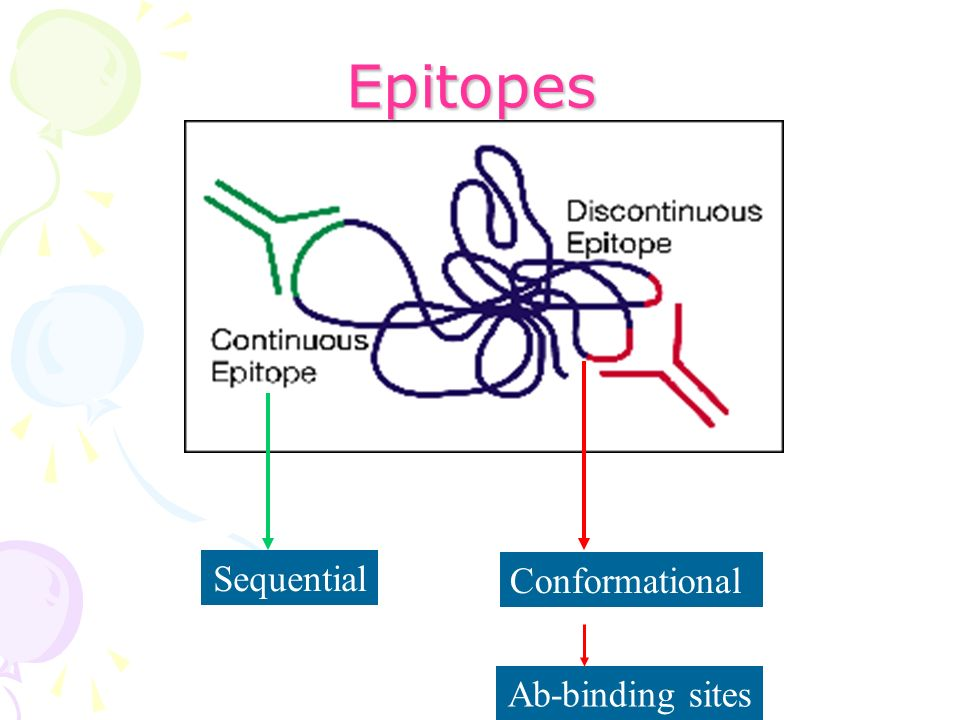 Epitopes
Discontinuous
Epitope
Continuous
Epitope
Sequential
Conformational
Ab-binding sites